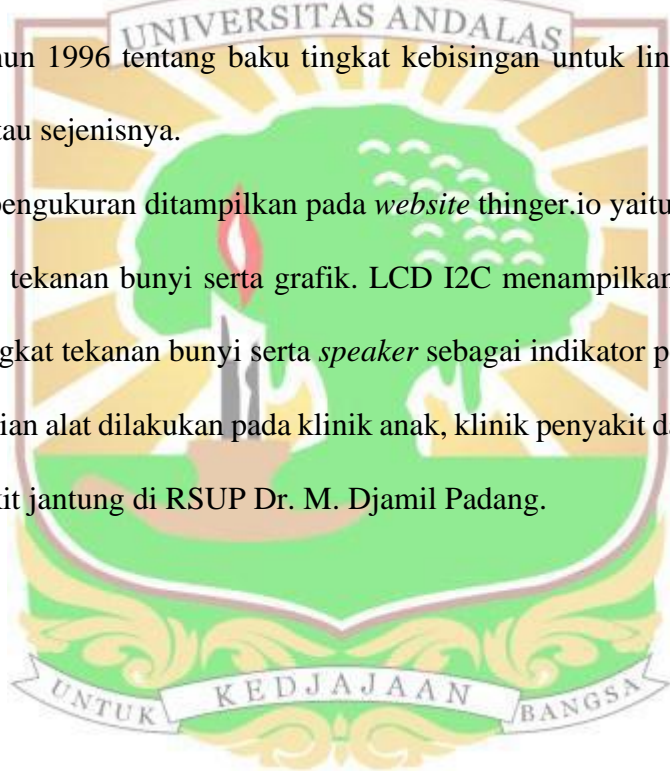 UNIVERSITAS ANDALAS
un 1996 tentang baku tingkat kebisingan untuk lin
au sejenisnya.
pengukuran ditampilkan pada website thinger.io yaitu
tekanan bunyi serta grafik. LCD I2C menampilkan
gkat tekanan bunyi serta speaker sebagai indikator p
ian alat dilakukan pada klinik anak, klinik penyakit d
it jantung di RSUP Dr. M. Djamil Padang.
UNTUK KEDJAJAAN BANGSA